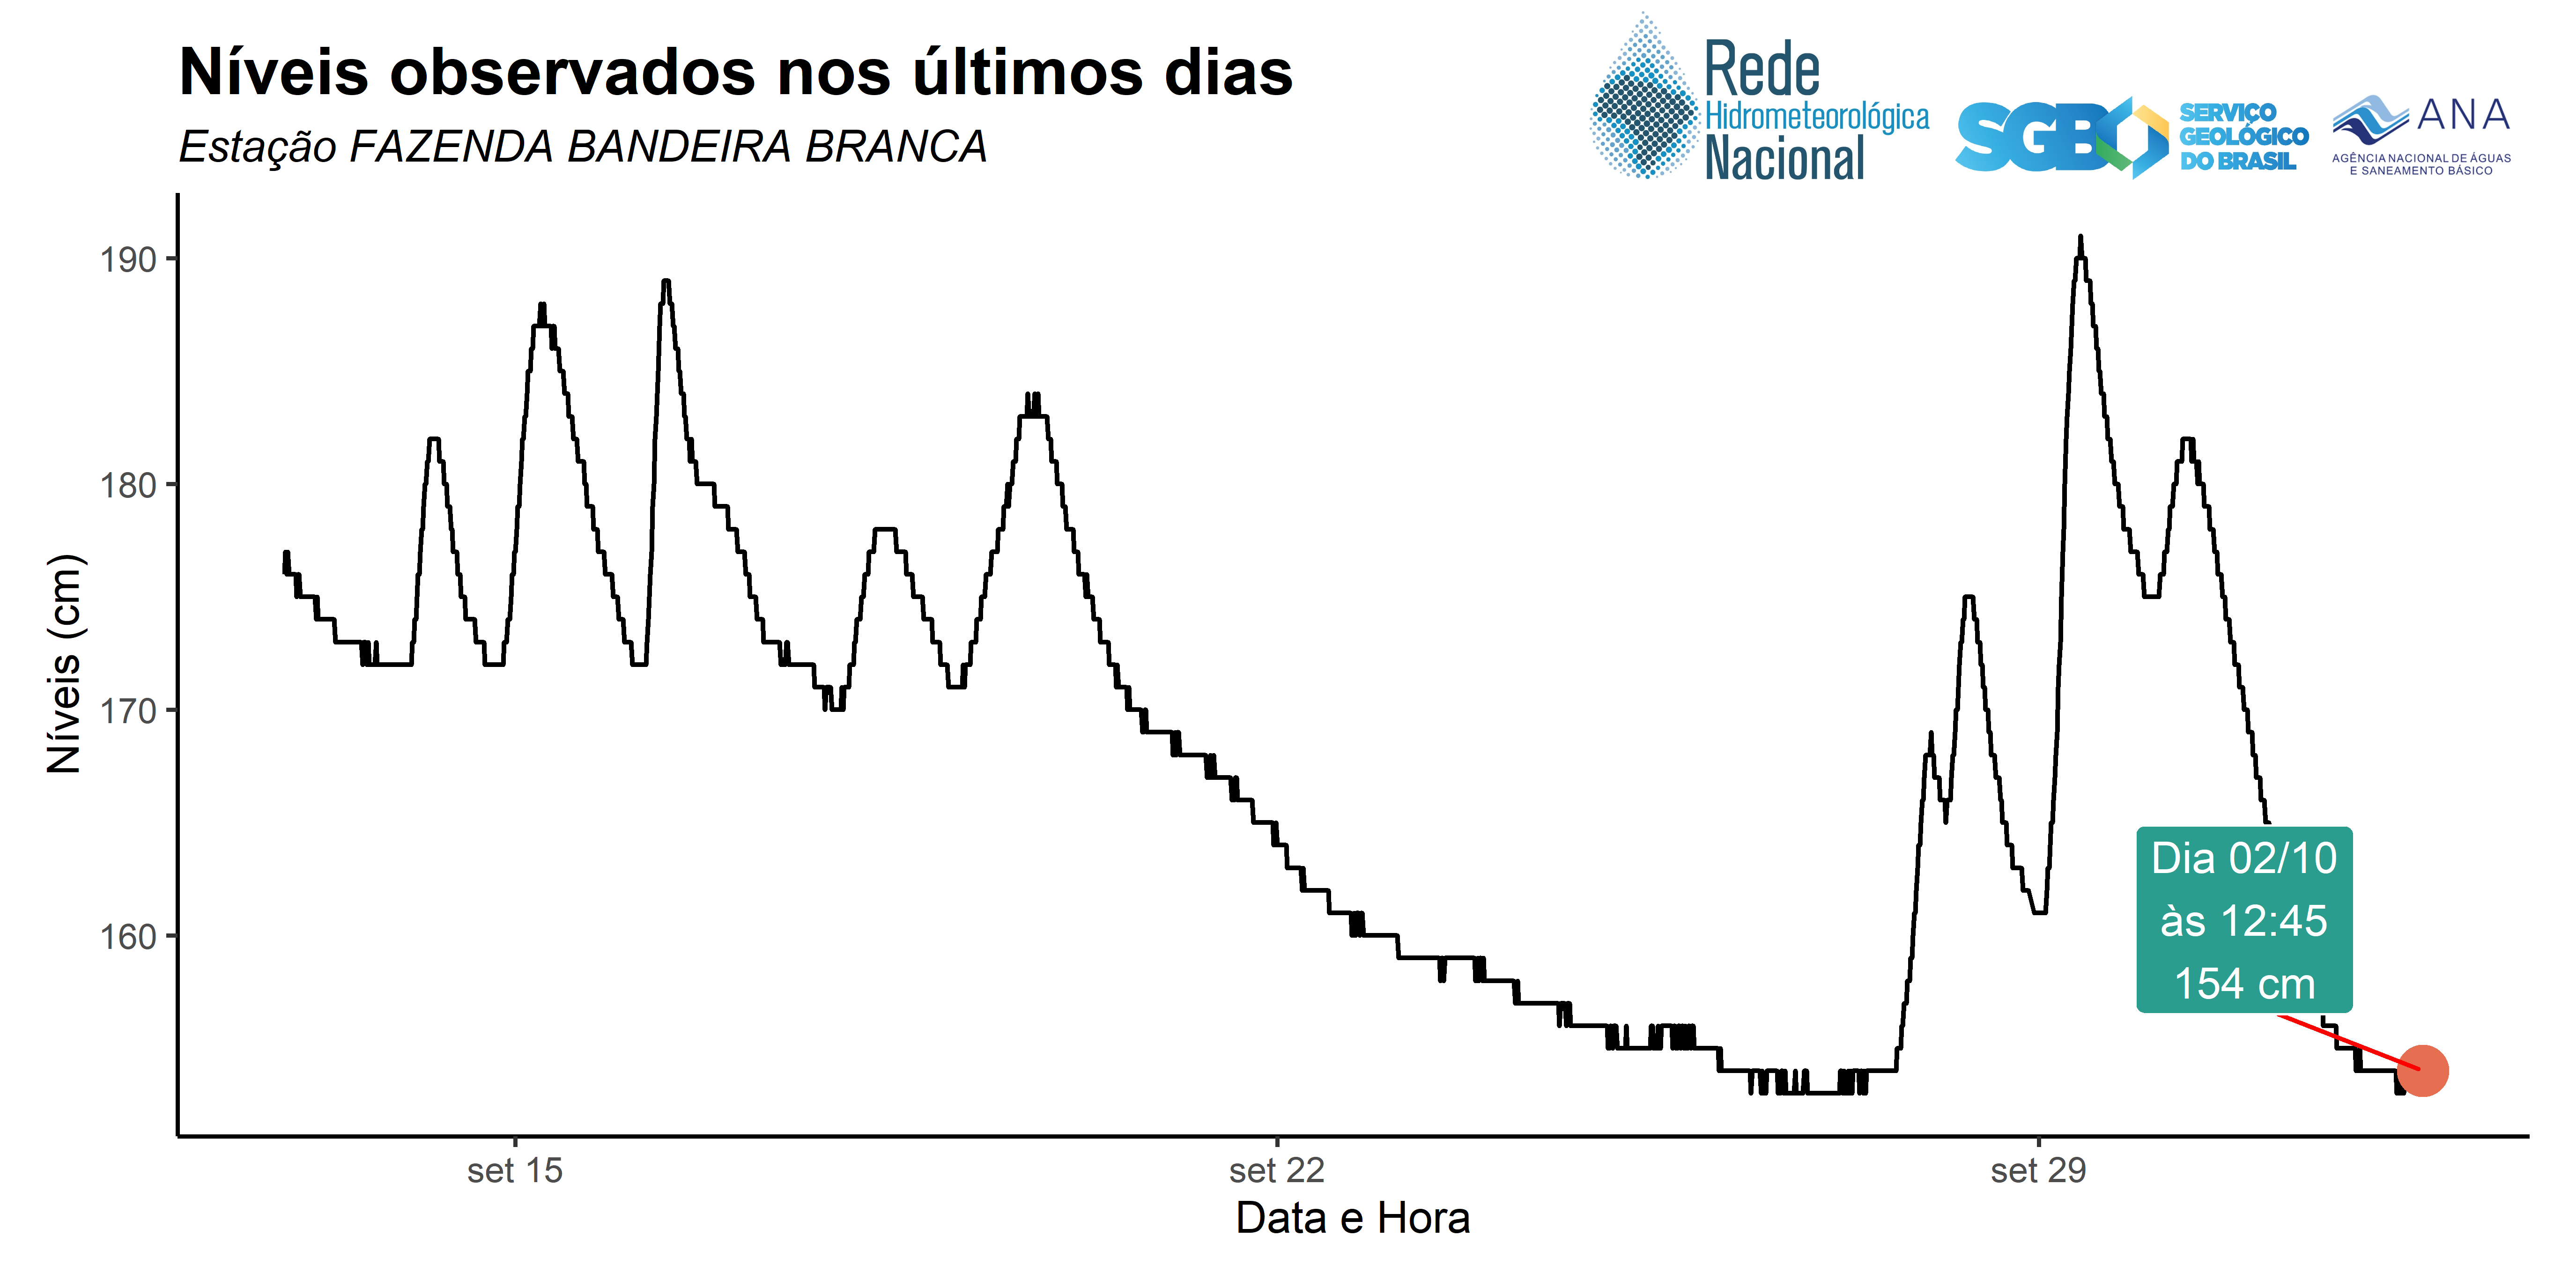 Níveis observados nos últimos dias
Estação FAZENDA BANDEIRA BRANCA
Rede
Hidrometeorológica
Nacional
SGB
SERVIÇO
GEOLÓGICO
DO BRASIL
ANA
AGÊNCIA NACIONAL DE ÁGUAS
E SANEAMENTO BÁSICO
Níveis (cm)
190
180
170
160
Dia 02/10
às 12:45
154 cm
set 15
set 22
set 29
Data e Hora